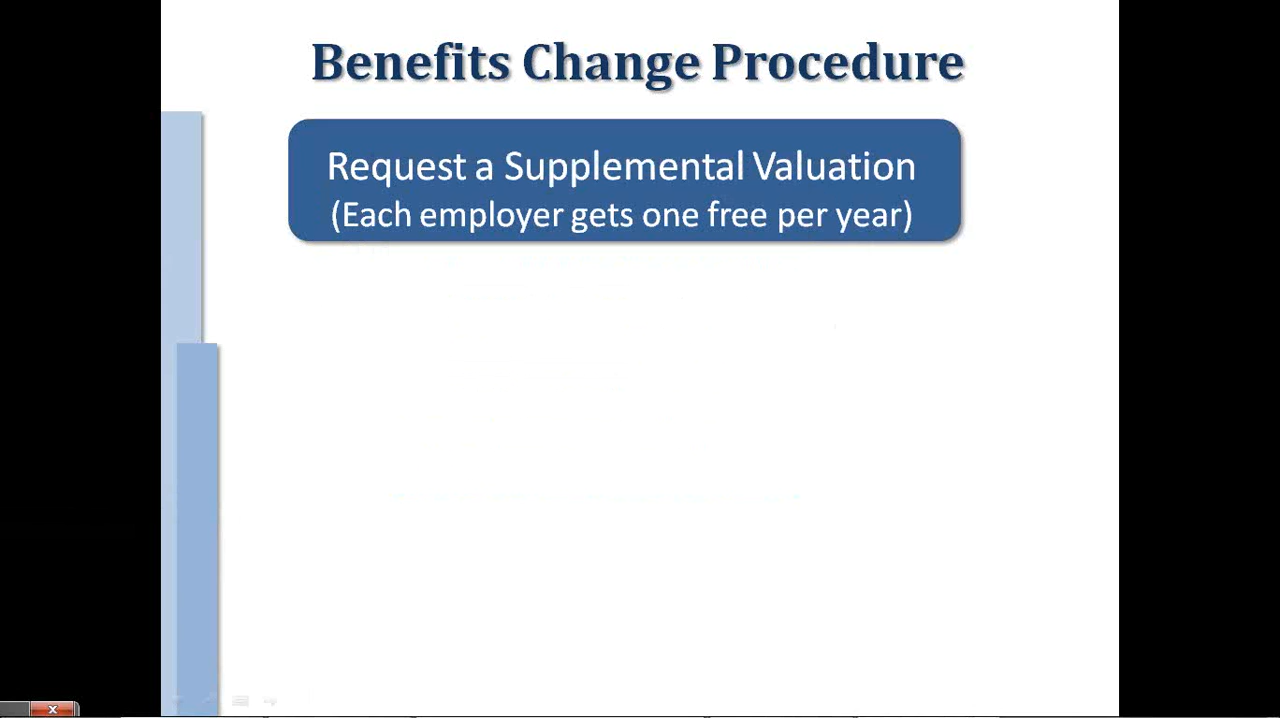 Benefits Change Procedure
Request a Supplemental Valuation
(Each employer gets one free per year)